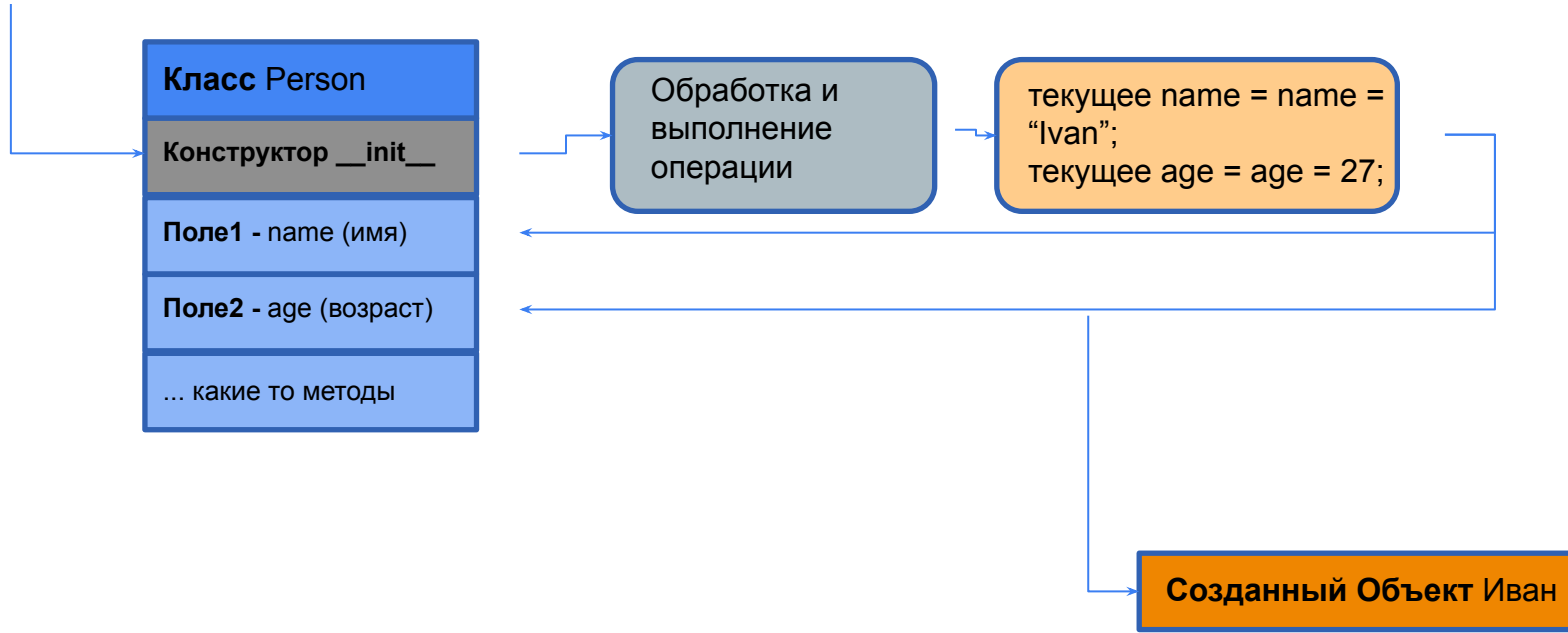 Класс Person
Конструктор __init__
Поле1 - name (имя)
Поле2 - age (возраст)
... какие то методы
Обработка и
выполнение
операции
текущее name = name =
“Ivan”;
текущее age = age = 27;
Созданный Объект Иван